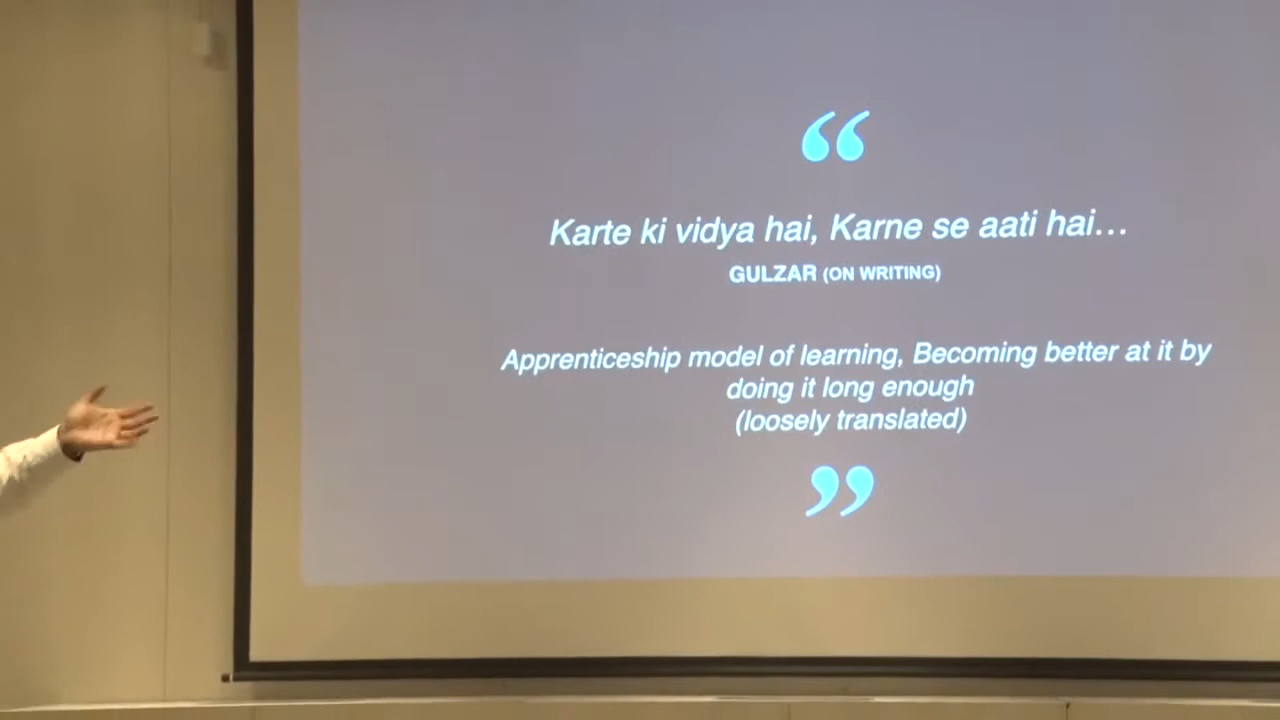 “
Karte ki vidya hai, Karne se aati hai...
GULZAR (ON WRITING)
Apprenticeship model of learning, Becoming better at it by
doing it long enough
(loosely translated)
”